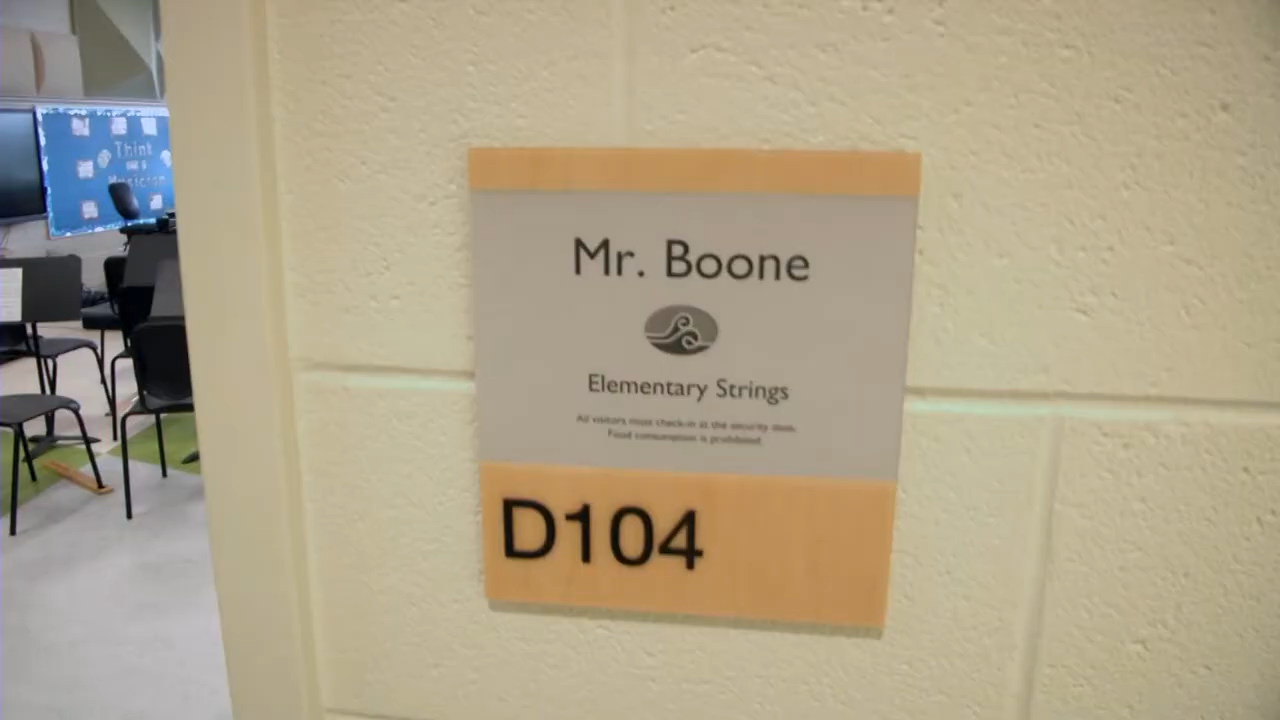 Think
Musician
Mr. Boone
Elementary Strings
All visitors must check-in at the security desk.
Food consumption is prohibited.
D104